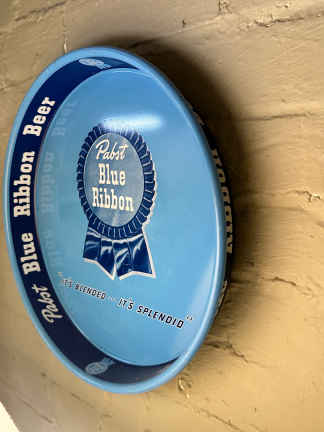 Pabst Blue Ribbon Beer
Pabst
Blue
Ribbon
"IT'S BLENDED... IT'S SPLENDID"